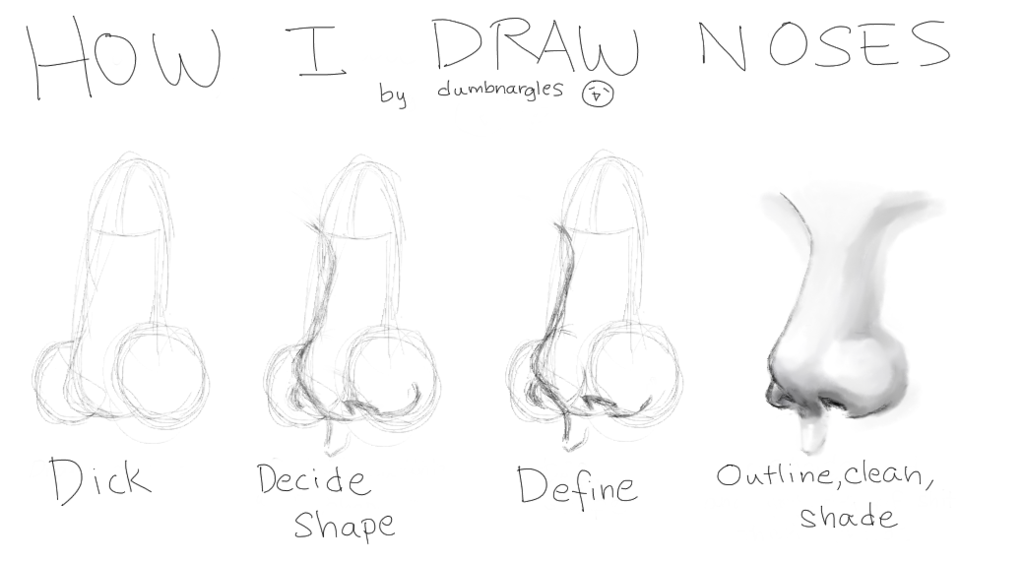 HOW I DRAW NOSES
by dumbnargles
Dick
Decide
Shape
Define
Outline, clean,
shade